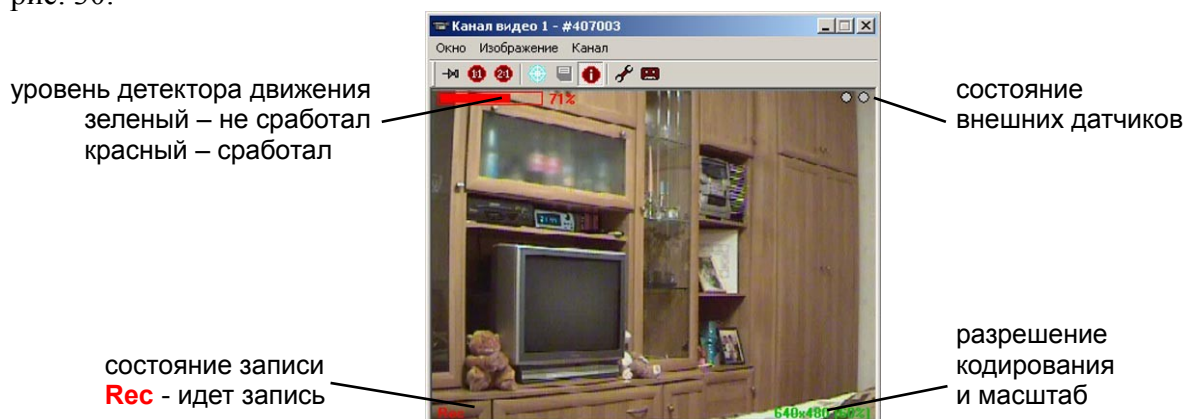 рис. 30.
Канал видео 1 - #407003
Окно Изображение Канал
уровень детектора движения
зеленый – не сработал
красный – сработал
71%
состояние
внешних датчиков
состояние записи
Rec - идет запись
Rec
640x480
разрешение
кодирования
и масштаб